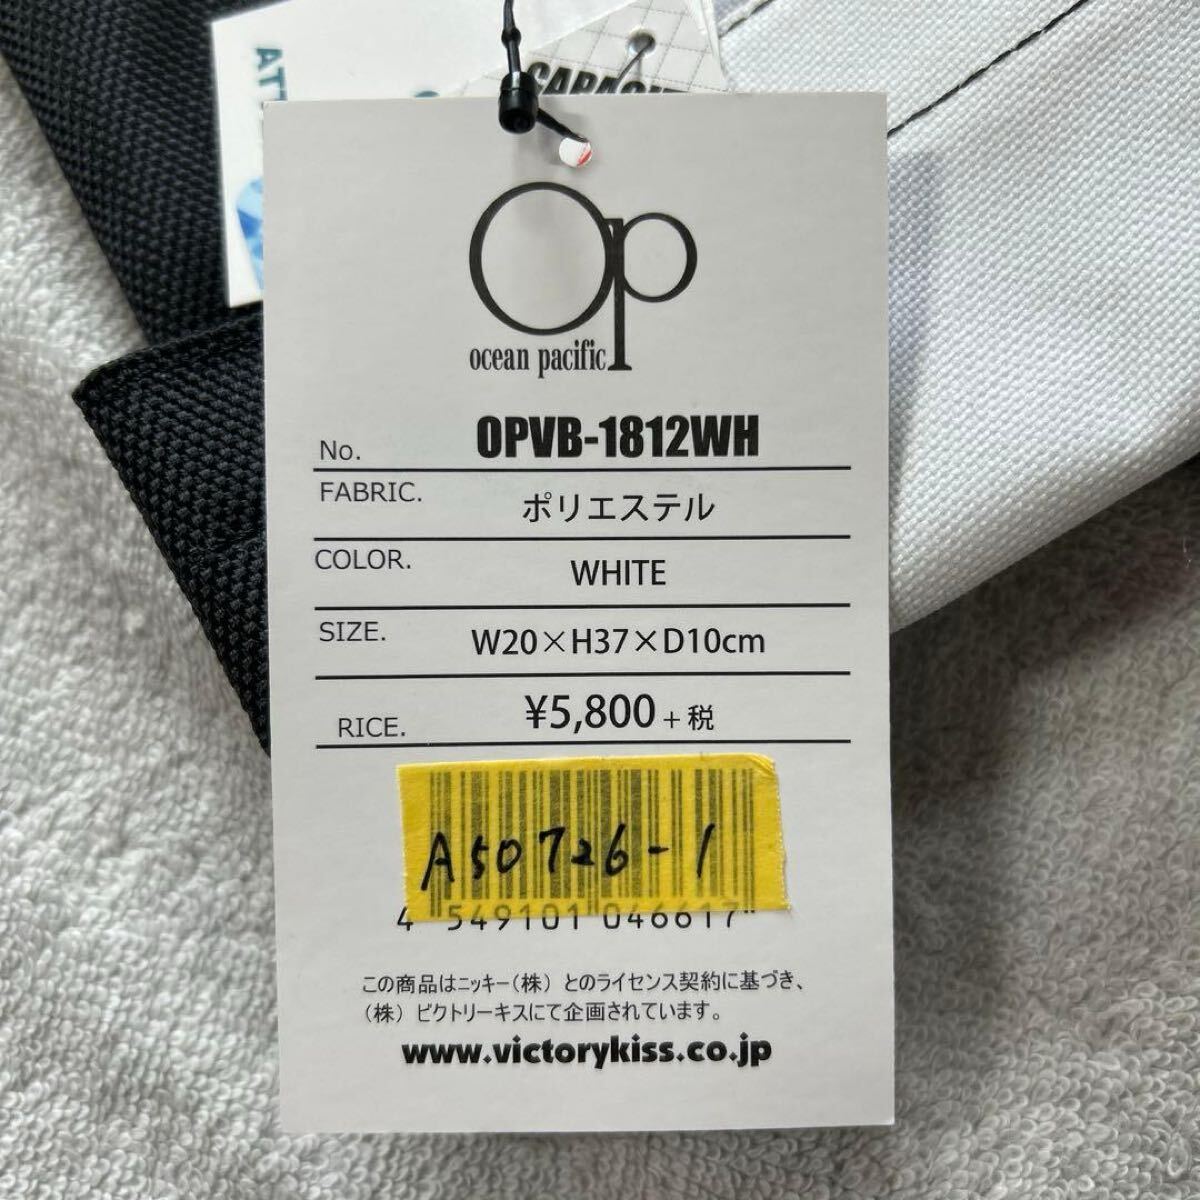 AT
CAPACIT
Op
ocean pacific
No. OPVB-1812WH
FABRIC. ポリエステル
COLOR. WHITE
SIZE. W20×H37×D10cm
RICE. ¥5,800+税
A50726-1
4 549101 046617
この商品はニッキー(株)とのライセンス契約に基づき、
(株)ビクトリーキスにて企画されています。
www.victorykiss.co.jp